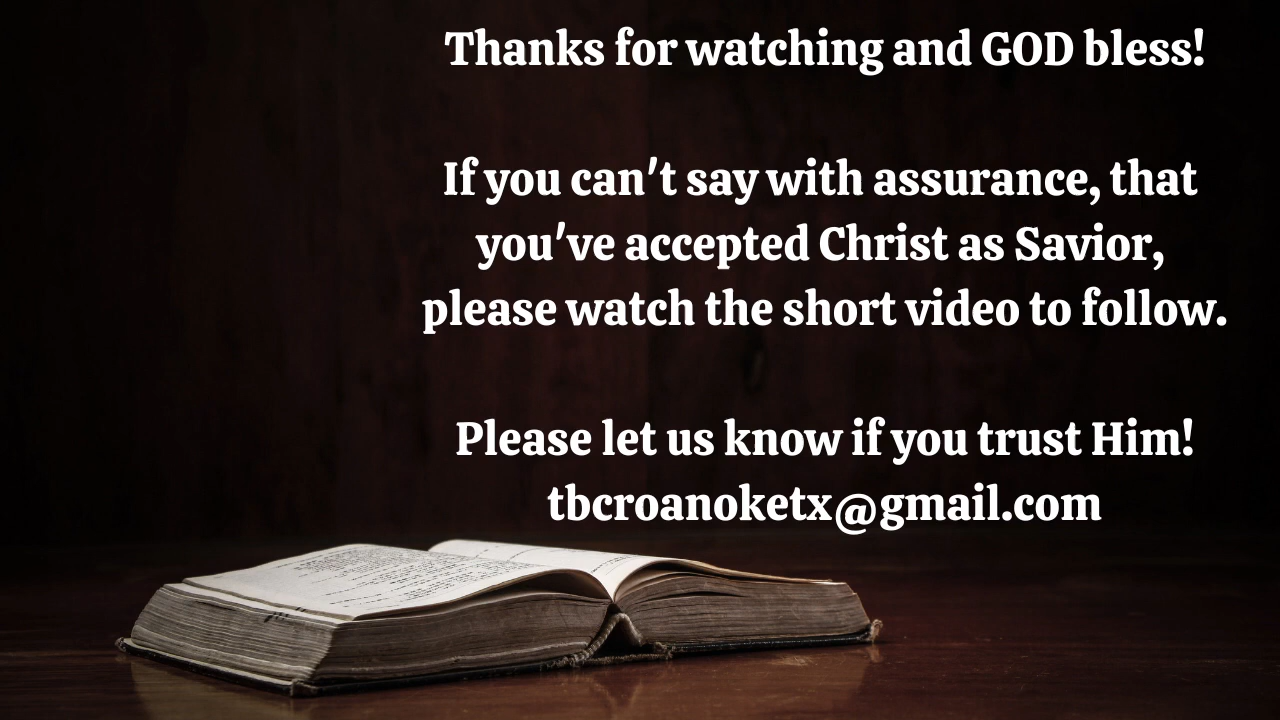 Thanks for watching and GOD bless!
If you can't say with assurance, that
you've accepted Christ as Savior,
please watch the short video to follow.
Please let us know if you trust Him!
tbcroanoketx@gmail.com